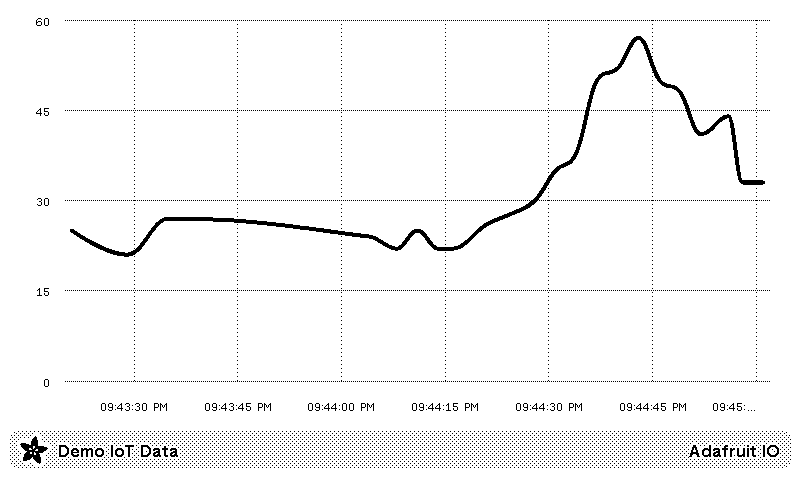 60
45
30
15
0
09:43:30 PM
09:43:45 PM
09:44:00 PM
09:44:15 PM
09:44:30 PM
09:44:45 PM
09:45:...
Demo IoT Data
Adafruit IO